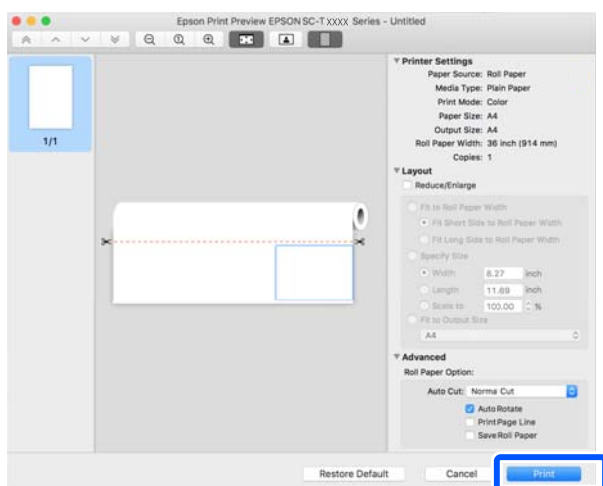 Epson Print Preview EPSON SC-T XXXX Series - Untitled
1/1
Printer Settings
Paper Source: Roll Paper
Media Type: Plain Paper
Print Mode: Color
Paper Size: A4
Output Size: A4
Roll Paper Width: 36 inch (914 mm)
Copies: 1
Layout
Reduce/Enlarge
Fit to Roll Paper Width
Fit Short Side to Roll Paper Width
Fit Long Side to Roll Paper Width
Specify Size
Width 8.27 inch
Length 11.69 inch
Scale to 100.00 %
Fit to Output Size
A4
Advanced
Roll Paper Option:
Auto Cut: Norma Cut
Auto Rotate
Print Page Line
Save Roll Paper
Restore Default Cancel Print